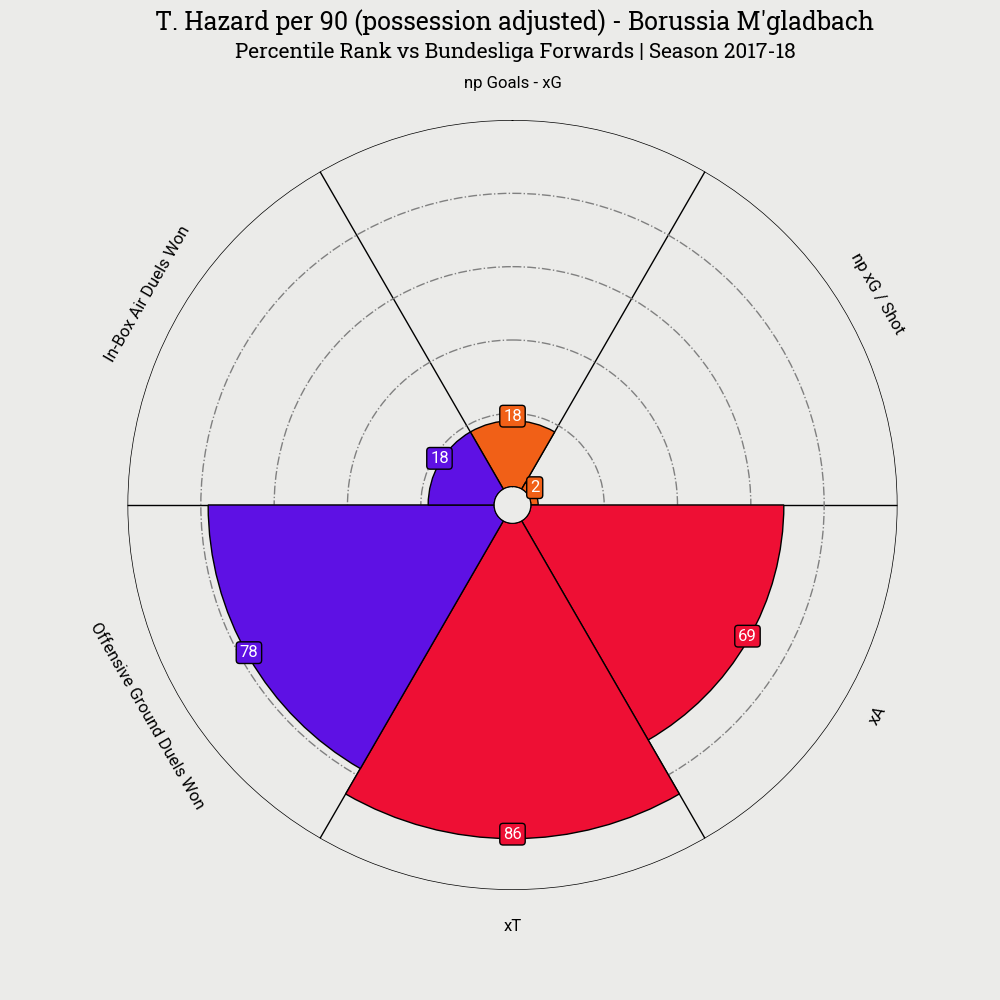 T. Hazard per 90 (possession adjusted) - Borussia M'gladbach
Percentile Rank vs Bundesliga Forwards | Season 2017-18
np Goals - xG
In-Box Air Duels Won
np xG / Shot
18
18
2
78
69
86
Offensive Ground Duels Won
xA
xT